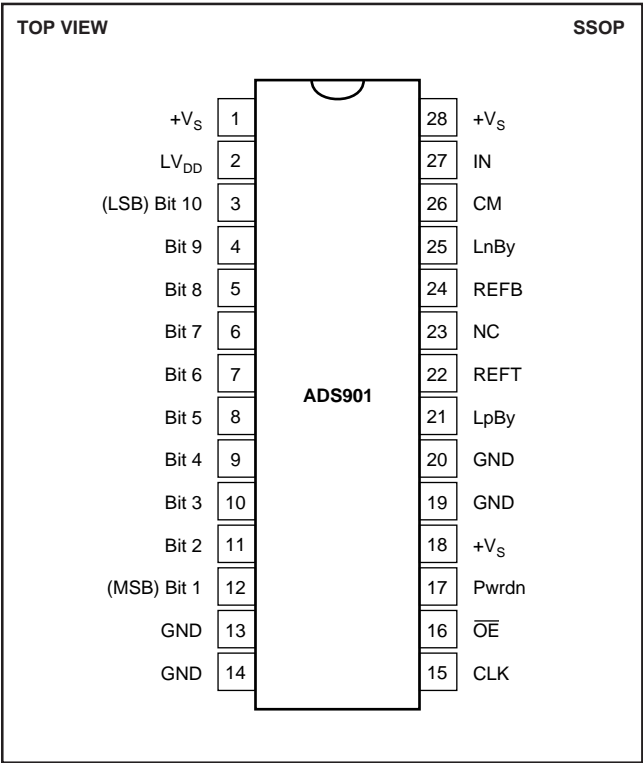 TOP VIEW SSOP
+VS 1 28 +VS
LVDD 2 27 IN
(LSB) Bit 10 3 26 CM
Bit 9 4 25 LnBy
Bit 8 5 24 REFB
Bit 7 6 23 NC
Bit 6 7 22 REFT
ADS901
Bit 5 8 21 LpBy
Bit 4 9 20 GND
Bit 3 10 19 GND
Bit 2 11 18 +VS
(MSB) Bit 1 12 17 Pwrdn
GND 13 16 O̅E̅
GND 14 15 CLK